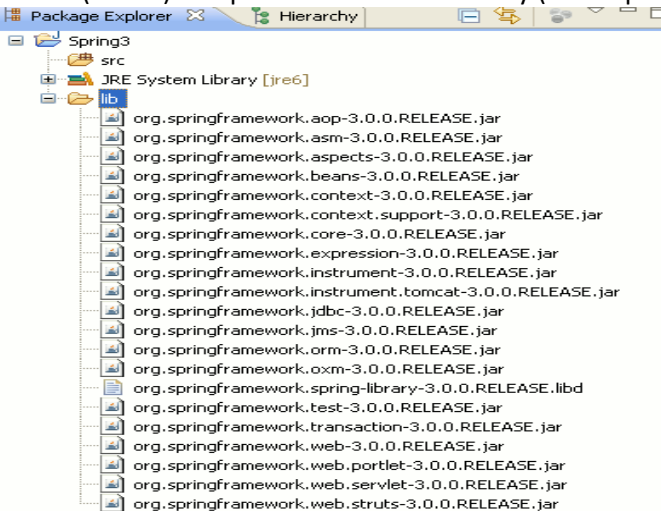 Package Explorer Hierarchy
Spring3
src
JRE System Library [jre6]
lib
org.springframework.aop-3.0.0.RELEASE.jar
org.springframework.asm-3.0.0.RELEASE.jar
org.springframework.aspects-3.0.0.RELEASE.jar
org.springframework.beans-3.0.0.RELEASE.jar
org.springframework.context-3.0.0.RELEASE.jar
org.springframework.context.support-3.0.0.RELEASE.jar
org.springframework.core-3.0.0.RELEASE.jar
org.springframework.expression-3.0.0.RELEASE.jar
org.springframework.instrument-3.0.0.RELEASE.jar
org.springframework.instrument.tomcat-3.0.0.RELEASE.jar
org.springframework.jdbc-3.0.0.RELEASE.jar
org.springframework.jms-3.0.0.RELEASE.jar
org.springframework.orm-3.0.0.RELEASE.jar
org.springframework.oxm-3.0.0.RELEASE.jar
org.springframework.spring-library-3.0.0.RELEASE.libd
org.springframework.test-3.0.0.RELEASE.jar
org.springframework.transaction-3.0.0.RELEASE.jar
org.springframework.web-3.0.0.RELEASE.jar
org.springframework.web.portlet-3.0.0.RELEASE.jar
org.springframework.web.servlet-3.0.0.RELEASE.jar
org.springframework.web.struts-3.0.0.RELEASE.jar